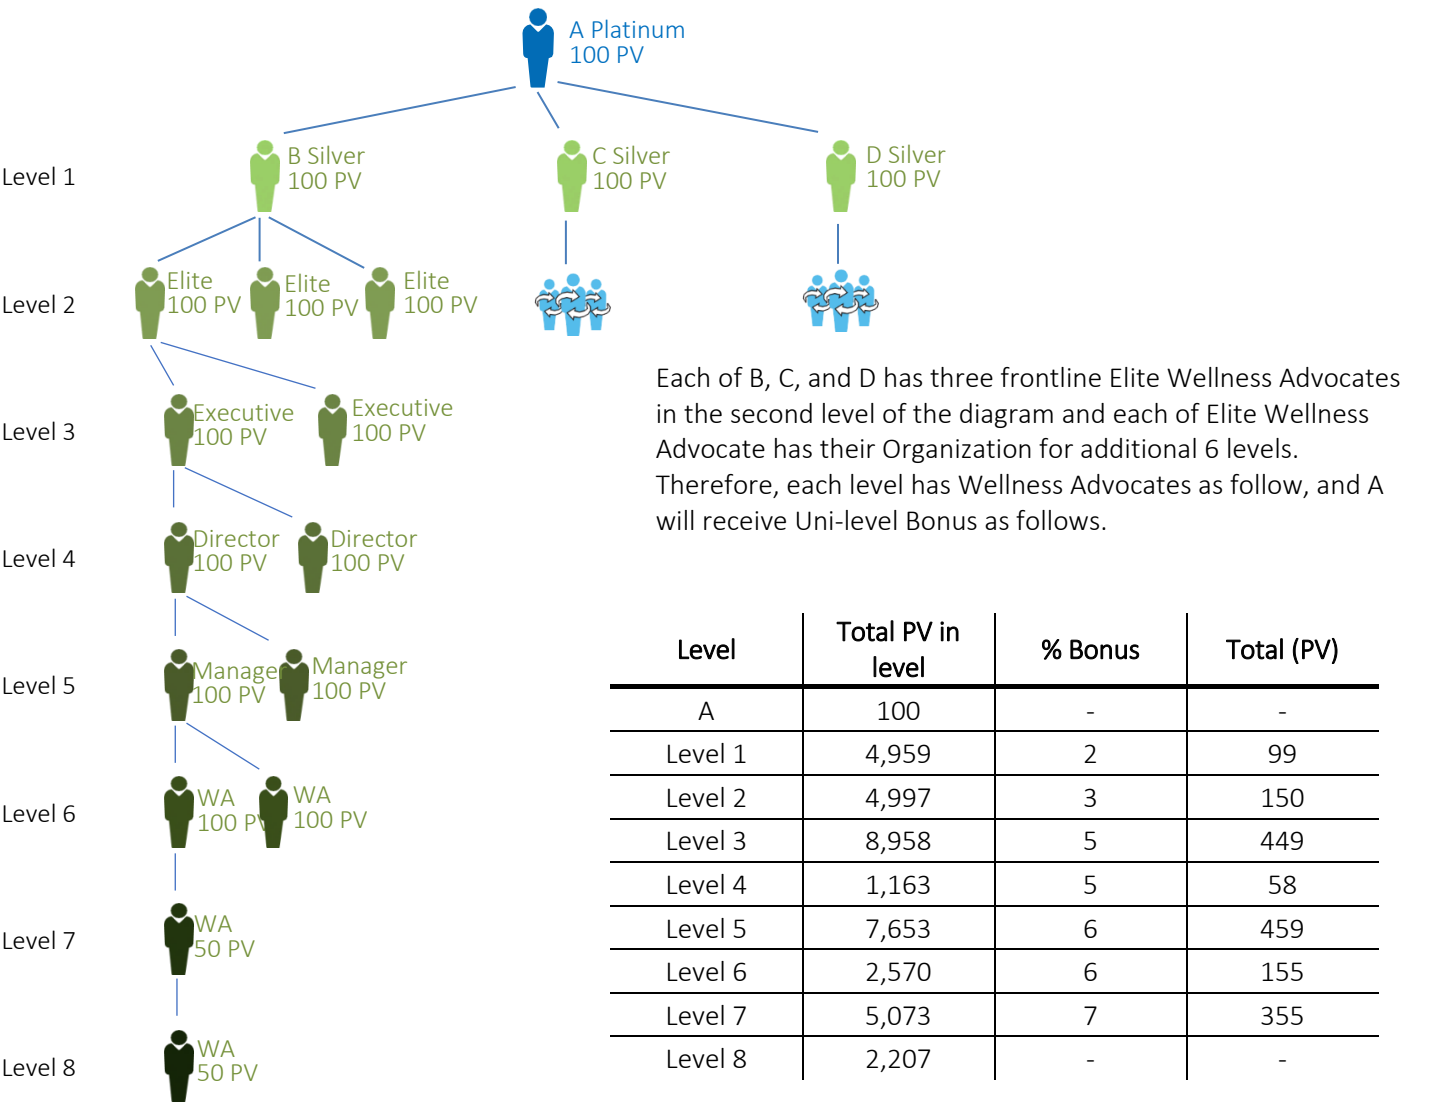 A Platinum
100 PV
Level 1
B Silver
100 PV
C Silver
100 PV
D Silver
100 PV
Level 2
Elite
100 PV
Elite
100 PV
Elite
100 PV
Each of B, C, and D has three frontline Elite Wellness Advocates
in the second level of the diagram and each of Elite Wellness
Advocate has their Organization for additional 6 levels.
Therefore, each level has Wellness Advocates as follow, and A
will receive Uni-level Bonus as follows.
Level 3
Executive
100 PV
Executive
100 PV
Level 4
Director
100 PV
Director
100 PV
Level 5
Manager
100 PV
Manager
100 PV
Level 6
WA
100 PV
WA
100 PV
Level 7
WA
50 PV
Level 8
WA
50 PV
Level Total PV in level % Bonus Total (PV)
A 100 - -
Level 1 4,959 2 99
Level 2 4,997 3 150
Level 3 8,958 5 449
Level 4 1,163 5 58
Level 5 7,653 6 459
Level 6 2,570 6 155
Level 7 5,073 7 355
Level 8 2,207 - -